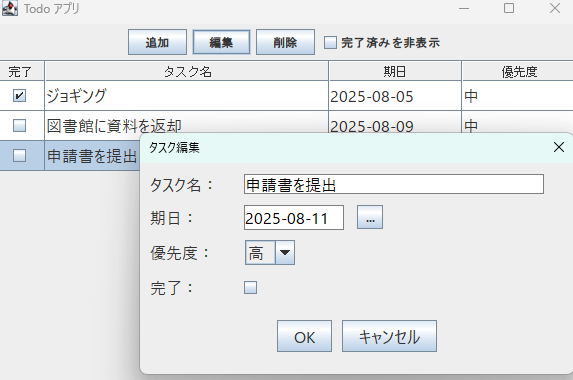 Todo アプリ
追加 編集 削除 完了済みを非表示
完了 タスク名 期日 優先度
ジョギング 2025-08-05 中
図書館に資料を返却 2025-08-09 中
申請書を提出
タスク編集
タスク名： 申請書を提出
期日： 2025-08-11 ...
優先度： 高
完了：
OK キャンセル